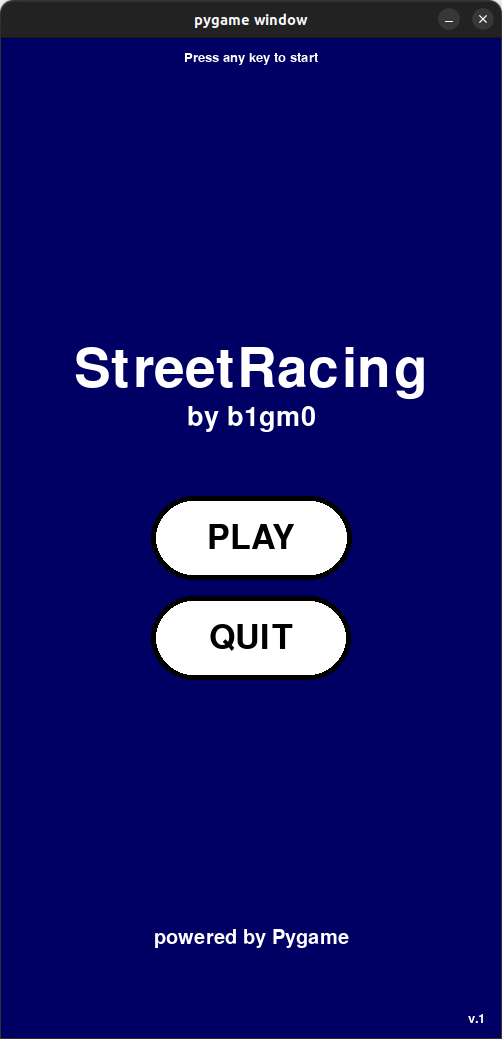 pygame window
Press any key to start
StreetRacing
by b1gm0
PLAY
QUIT
powered by Pygame
v.1